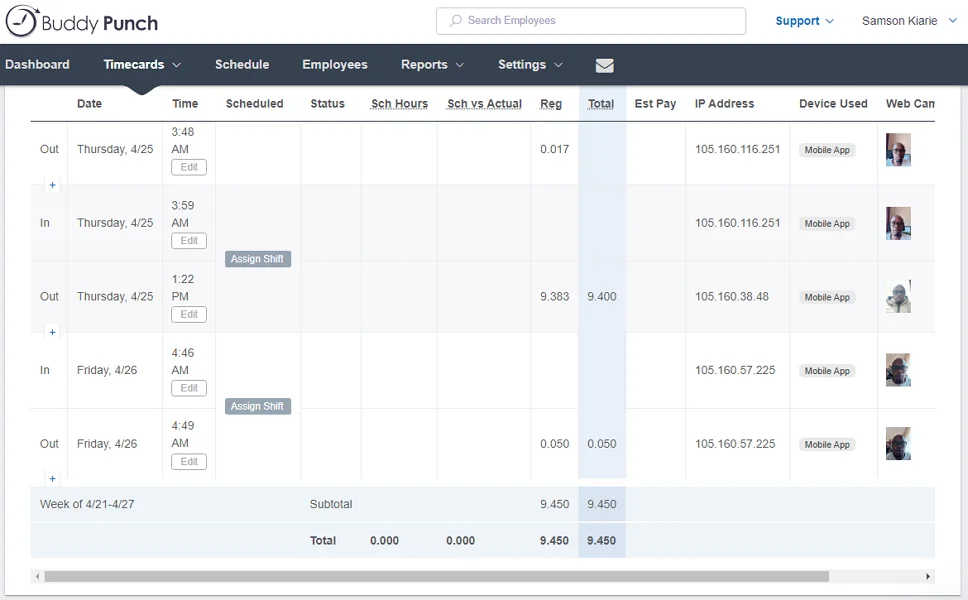 Buddy Punch
Search Employees
Support
Samson Kiarie
Dashboard Timecards Schedule Employees Reports Settings
Date Time Scheduled Status Sch Hours Sch vs Actual Reg Total Est Pay IP Address Device Used Web Cam
Out Thursday, 4/25 3:48 AM 0.017 105.160.116.251 Mobile App
Edit
+
In Thursday, 4/25 3:59 AM 105.160.116.251 Mobile App
Edit
Assign Shift
Out Thursday, 4/25 1:22 PM 9.383 9.400 105.160.38.48 Mobile App
Edit
+
In Friday, 4/26 4:46 AM 105.160.57.225 Mobile App
Edit
Assign Shift
Out Friday, 4/26 4:49 AM 0.050 0.050 105.160.57.225 Mobile App
Edit
+
Week of 4/21-4/27 Subtotal 9.450 9.450
Total 0.000 0.000 9.450 9.450